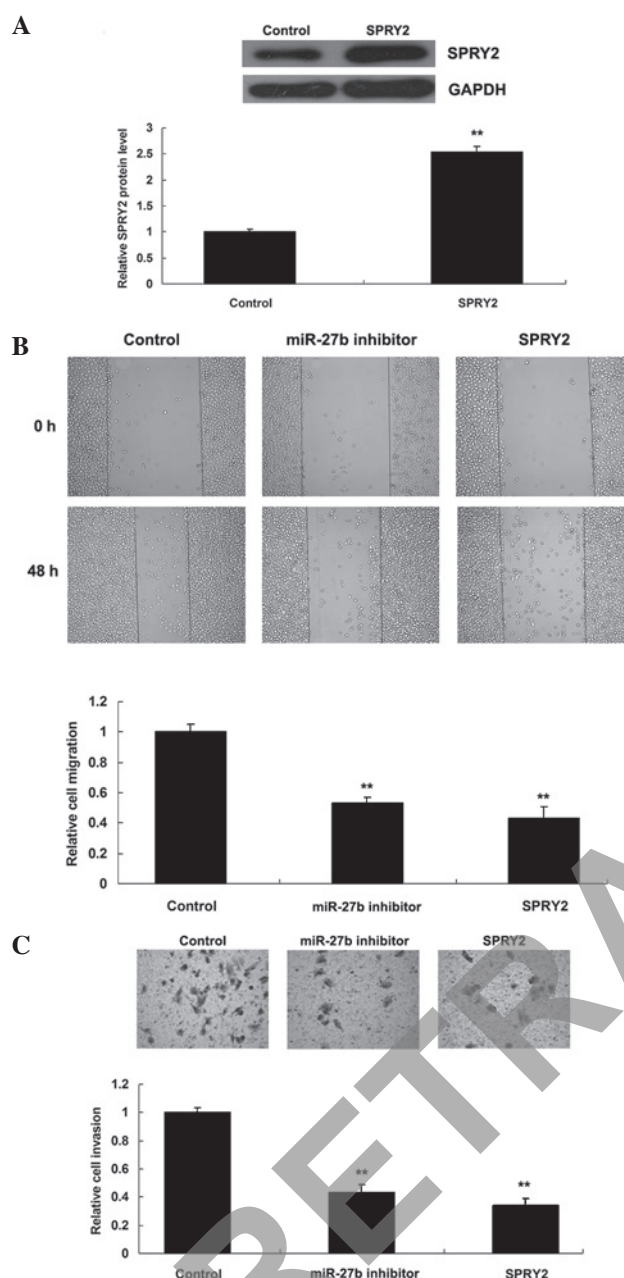 A
Control SPRY2
SPRY2
GAPDH
Relative SPRY2 protein level
3
2.5
2
1.5
1
0.5
0
**
Control SPRY2
B
Control miR-27b inhibitor SPRY2
0 h
48 h
Relative cell migration
1.2
1
0.8
0.6
0.4
0.2
0
**
**
Control miR-27b inhibitor SPRY2
C
Control miR-27b inhibitor SPRY2
Relative cell invasion
1.2
1
0.8
0.6
0.4
0.2
0
**
**
Control miR-27b inhibitor SPRY2
RETRA